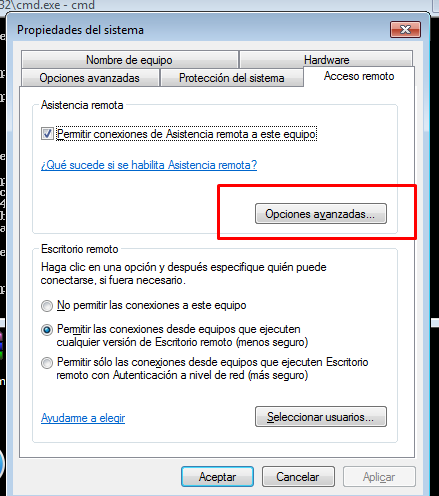 32\cmd.exe - cmd
Propiedades del sistema
Nombre de equipo
Hardware
Opciones avanzadas
Protección del sistema
Acceso remoto
Asistencia remota
Permitir conexiones de Asistencia remota a este equipo
¿Qué sucede si se habilita Asistencia remota?
Opciones avanzadas...
Escritorio remoto
Haga clic en una opción y después especifique quién puede
conectarse, si fuera necesario.
No permitir las conexiones a este equipo
Permitir las conexiones desde equipos que ejecuten
cualquier versión de Escritorio remoto (menos seguro)
Permitir sólo las conexiones desde equipos que ejecuten Escritorio
remoto con Autenticación a nivel de red (más seguro)
Ayudarme a elegir
Seleccionar usuarios...
Aceptar
Cancelar
Aplicar